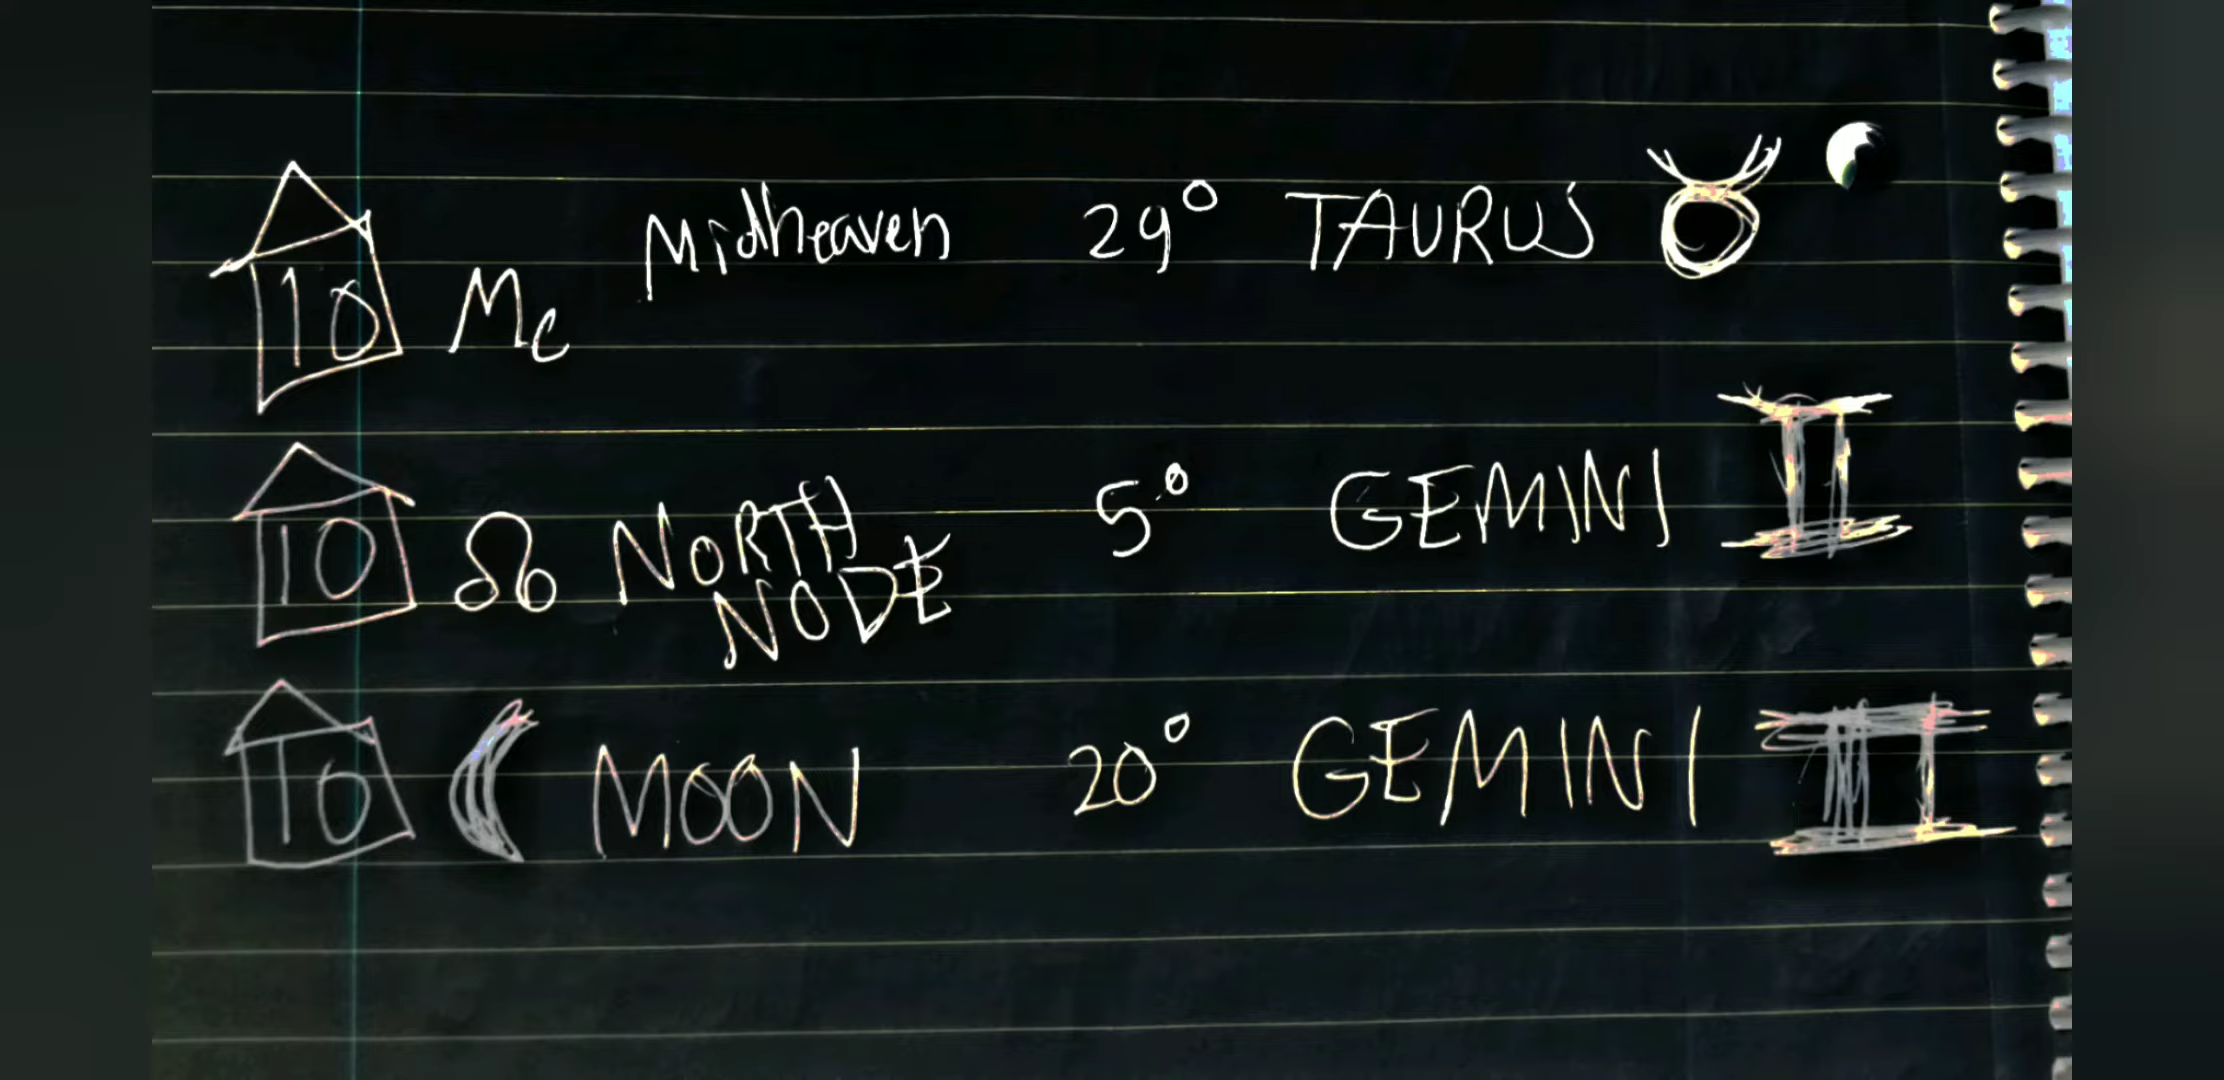 10 Mc Midheaven 29° TAURUS ♉
10 ☊ NORTH NODE 5° GEMINI ♊
10 ☾ MOON 20° GEMINI ♊